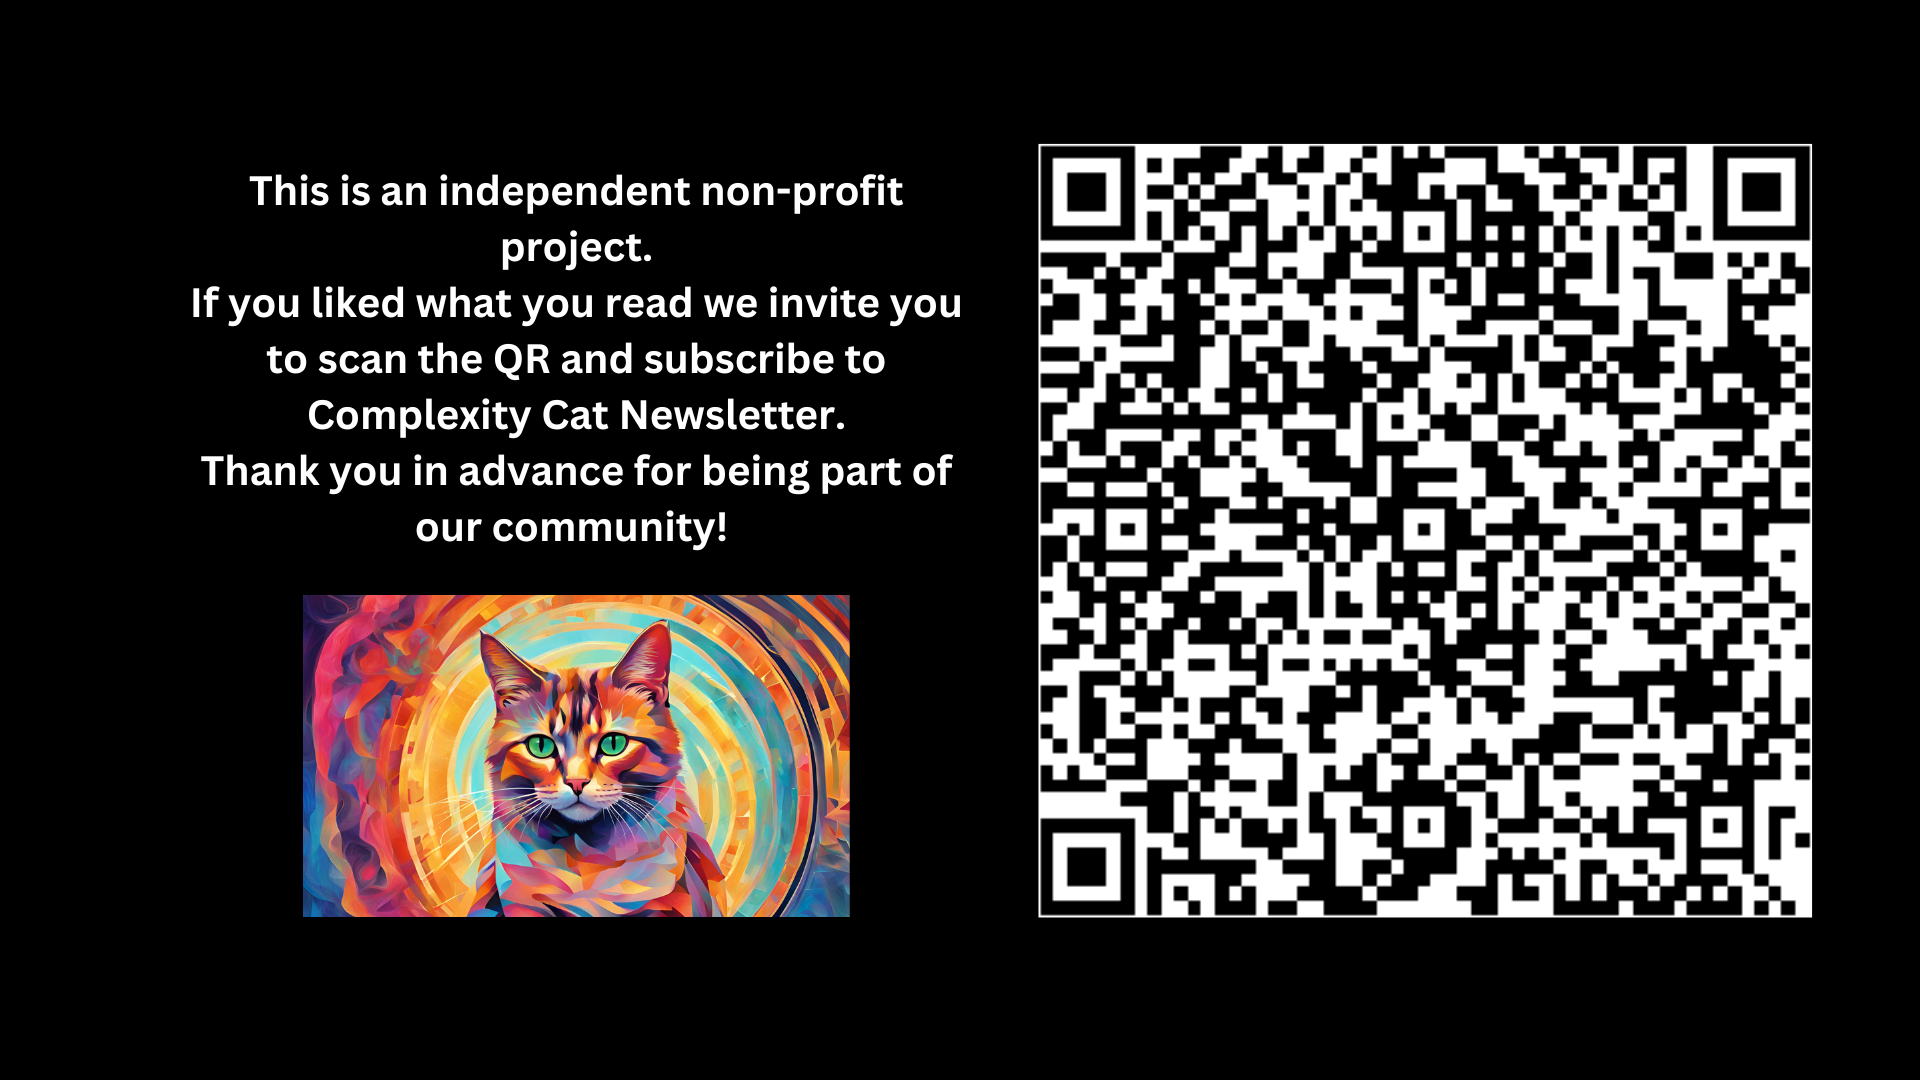 This is an independent non-profit
project.
If you liked what you read we invite you
to scan the QR and subscribe to
Complexity Cat Newsletter.
Thank you in advance for being part of
our community!